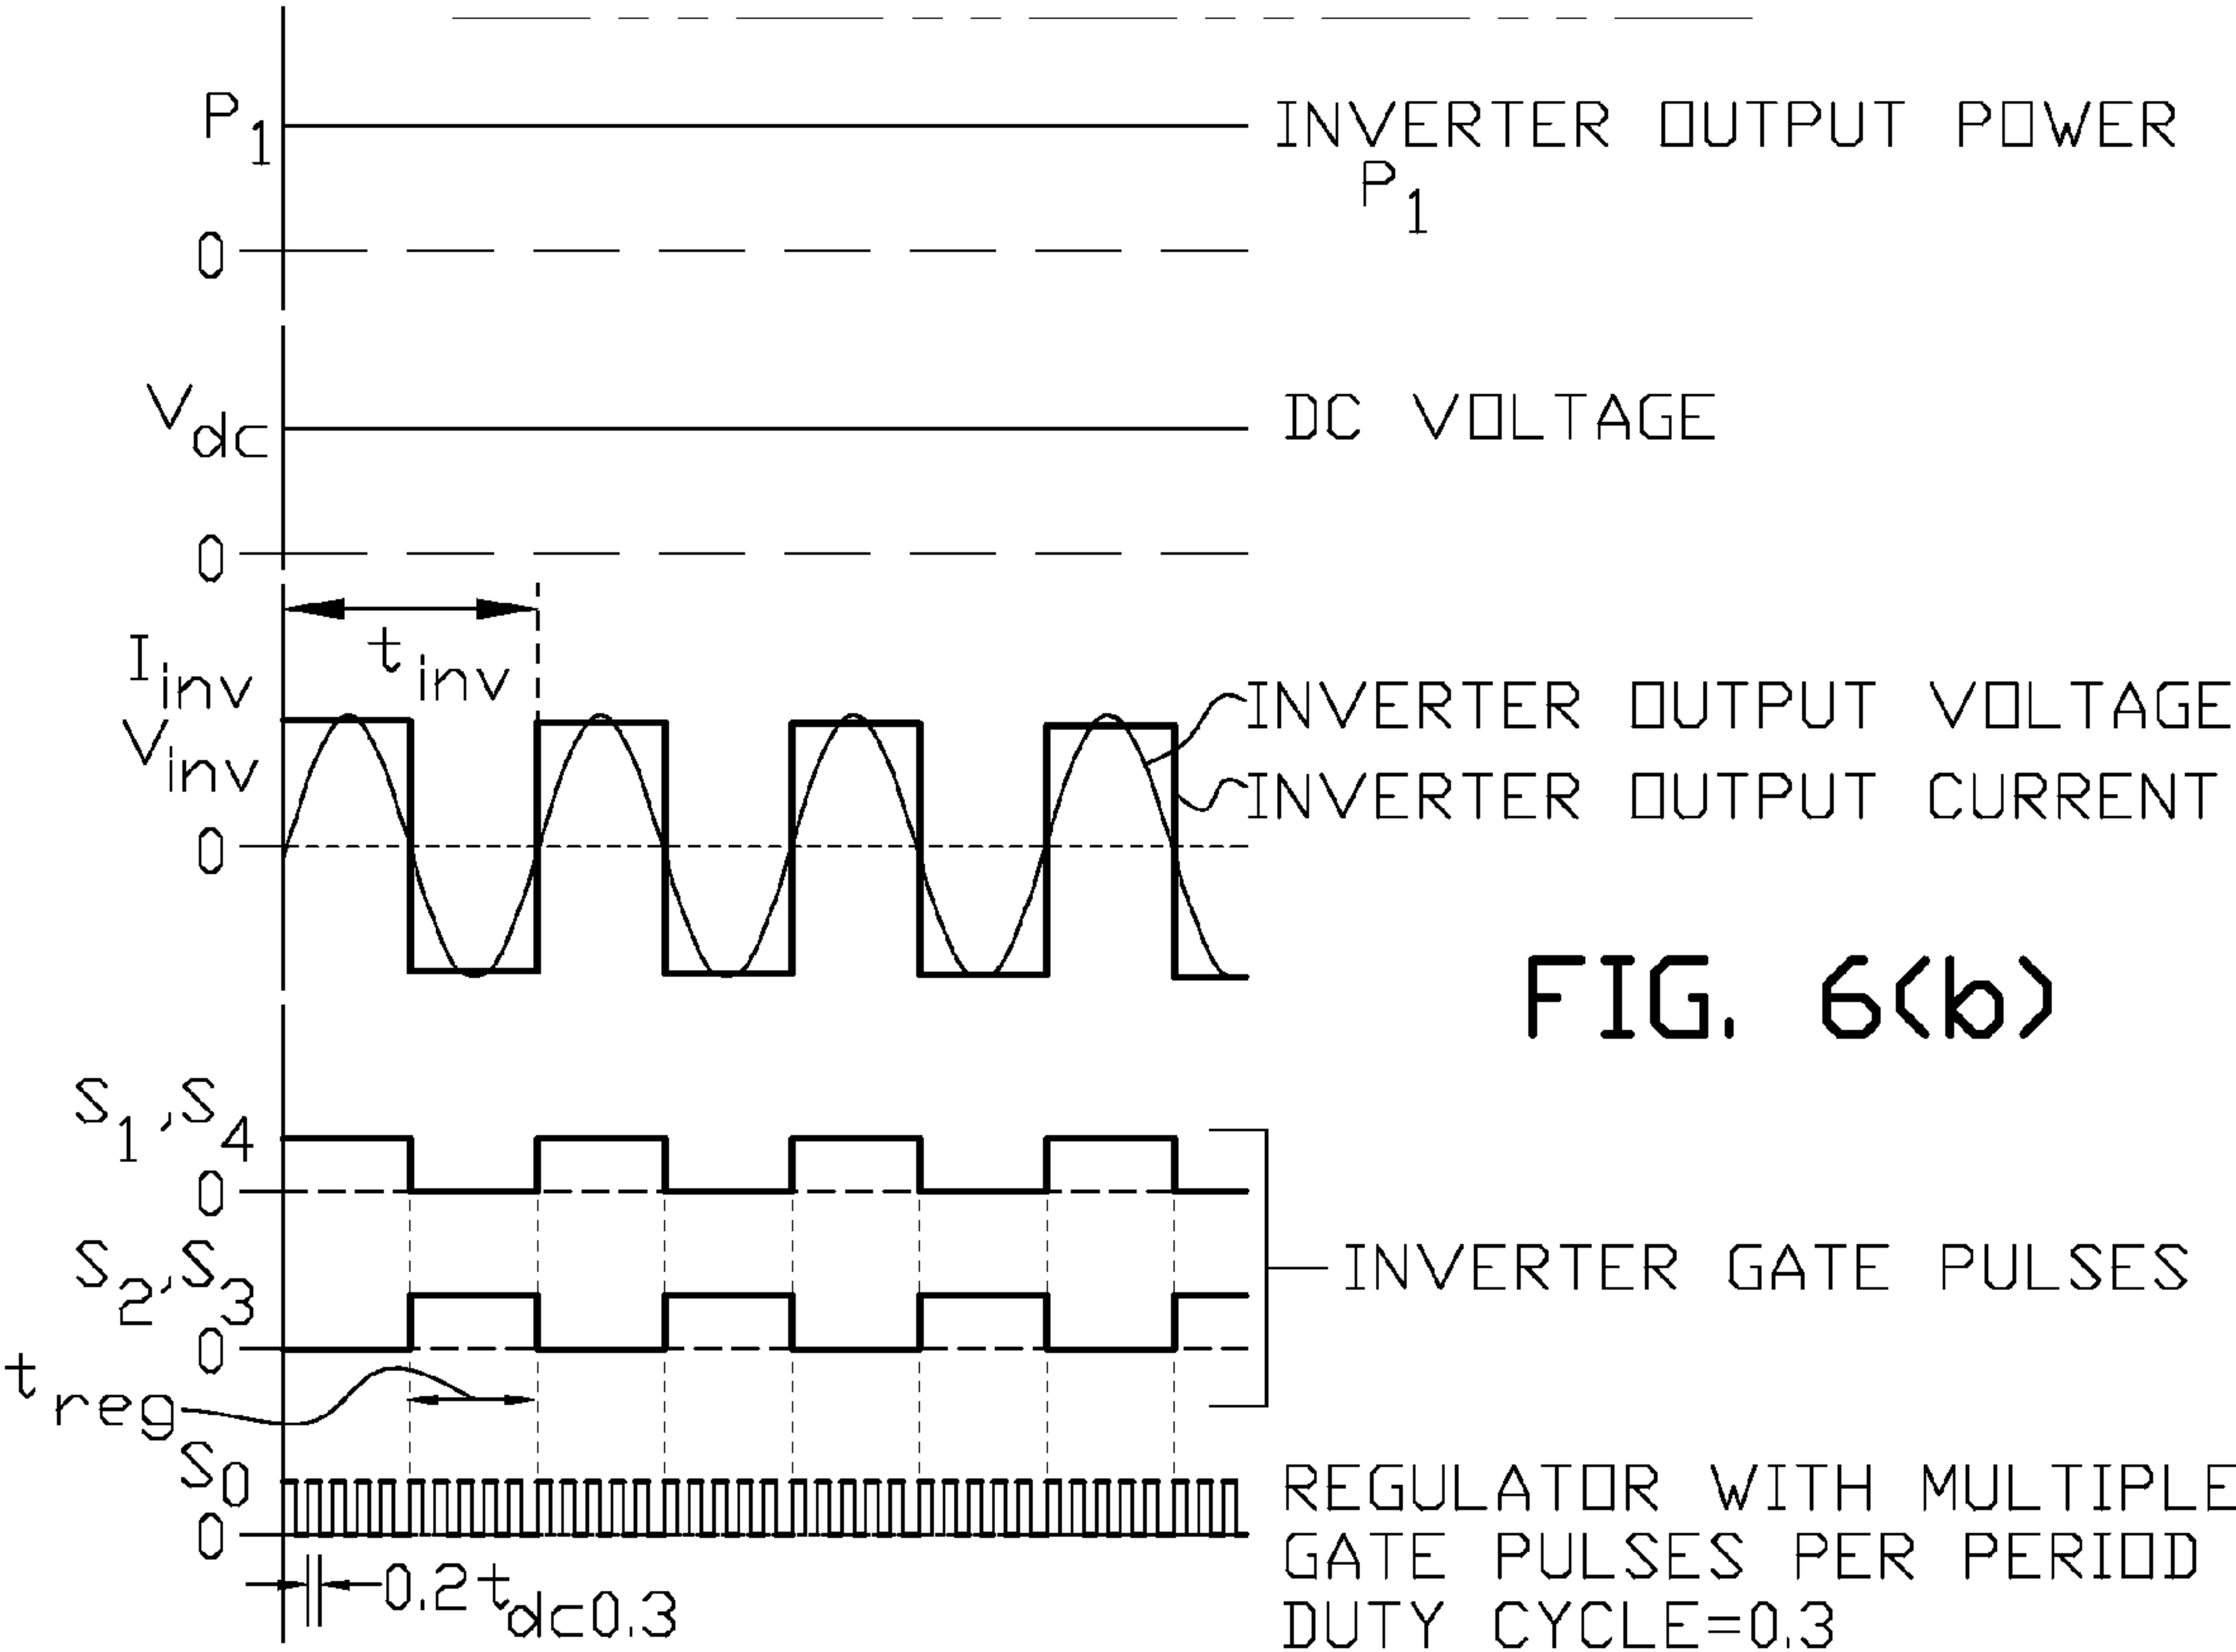 P1
INVERTER OUTPUT POWER
P1
0
Vdc
DC VOLTAGE
0
tinv
Iinv
Vinv
INVERTER OUTPUT VOLTAGE
INVERTER OUTPUT CURRENT
0
FIG. 6(b)
S1,S4
0
S2,S3
INVERTER GATE PULSES
0
treg
S0
0
REGULATOR WITH MULTIPLE
GATE PULSES PER PERIOD
DUTY CYCLE=0.3
0.2tdc0.3